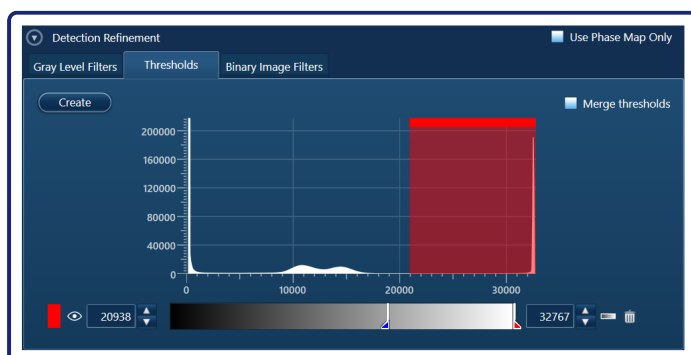 Detection Refinement
Use Phase Map Only
Gray Level Filters
Thresholds
Binary Image Filters
Create
Merge thresholds
200000
160000
120000
80000
40000
0
0
10000
20000
30000
20938
32767